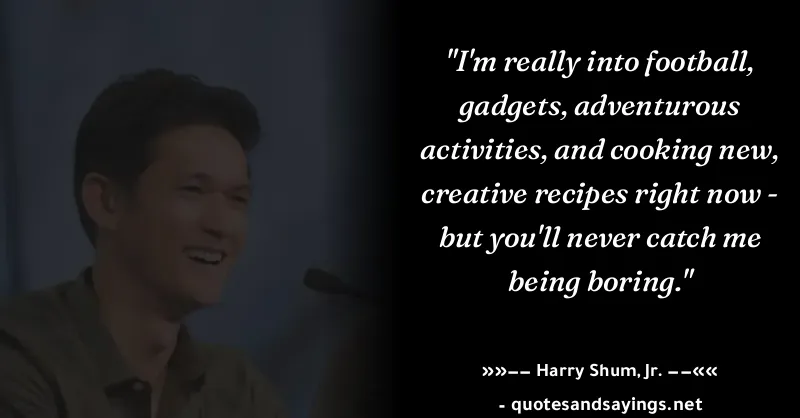 "I'm really into football,
gadgets, adventurous
activities, and cooking new,
creative recipes right now -
but you'll never catch me
being boring."
»»−− Harry Shum, Jr. −−««
- quotesandsayings.net